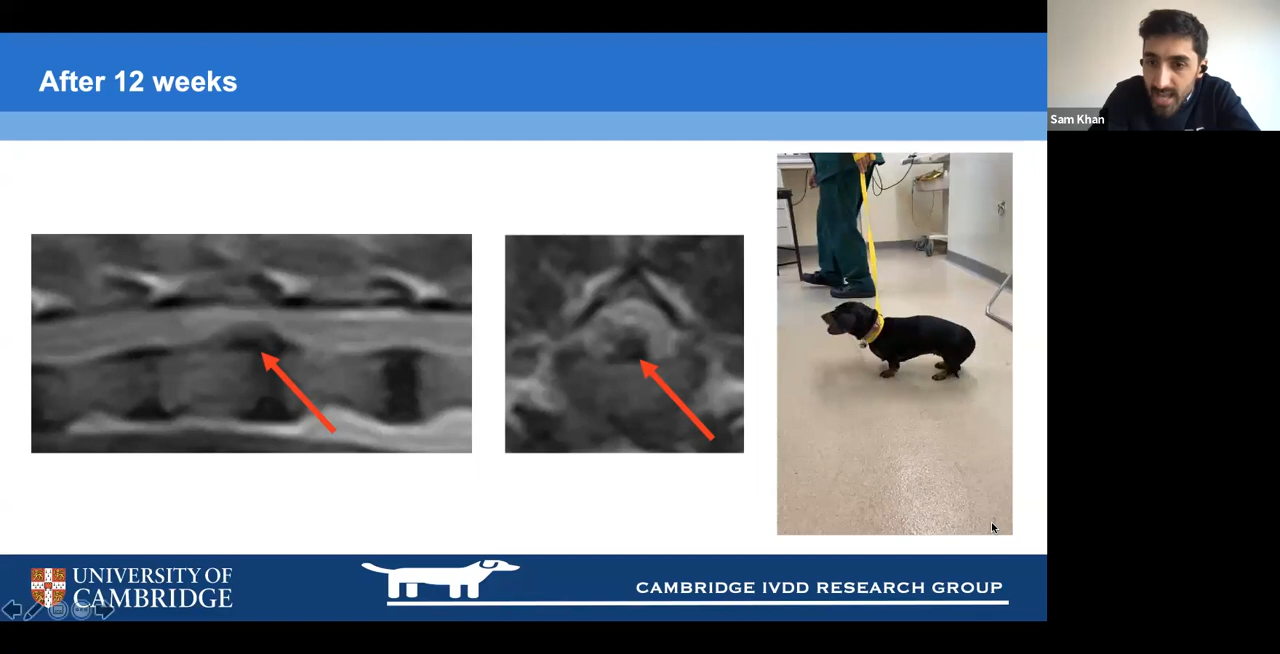 After 12 weeks
Sam Khan
UNIVERSITY OF
CAMBRIDGE
CAMBRIDGE IVDD RESEARCH GROUP